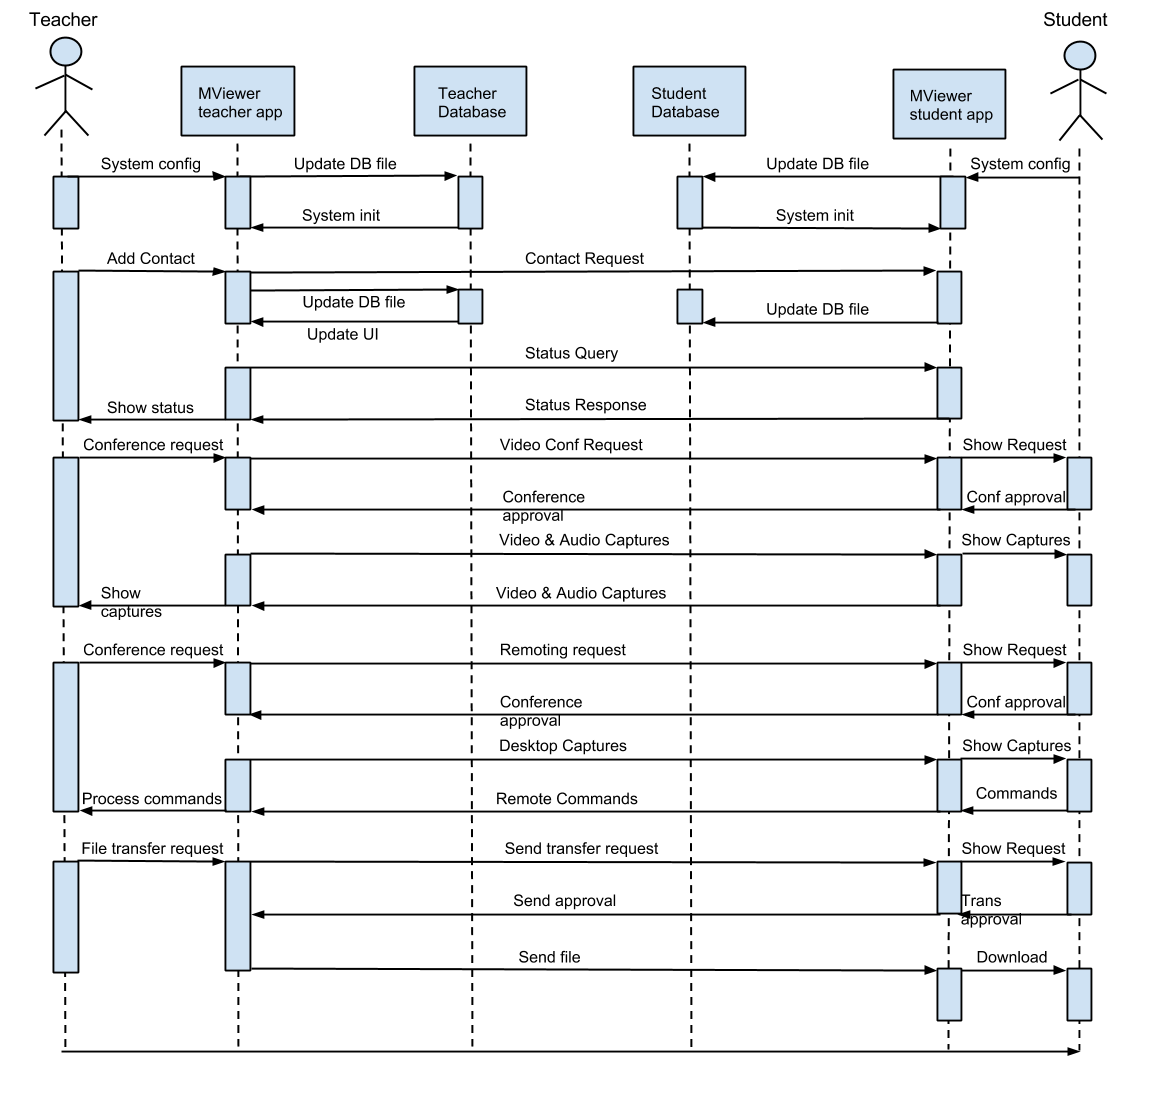 Teacher
Student
MViewer
teacher app
Teacher
Database
Student
Database
MViewer
student app
System config
Update DB file
Update DB file
System config
System init
System init
Add Contact
Contact Request
Update DB file
Update DB file
Update UI
Status Query
Show status
Status Response
Conference request
Video Conf Request
Show Request
Conference
approval
Conf approval
Video & Audio Captures
Show Captures
Show
captures
Video & Audio Captures
Conference request
Remoting request
Show Request
Conference
approval
Conf approval
Desktop Captures
Show Captures
Process commands
Remote Commands
Commands
File transfer request
Send transfer request
Show Request
Send approval
Trans
approval
Send file
Download